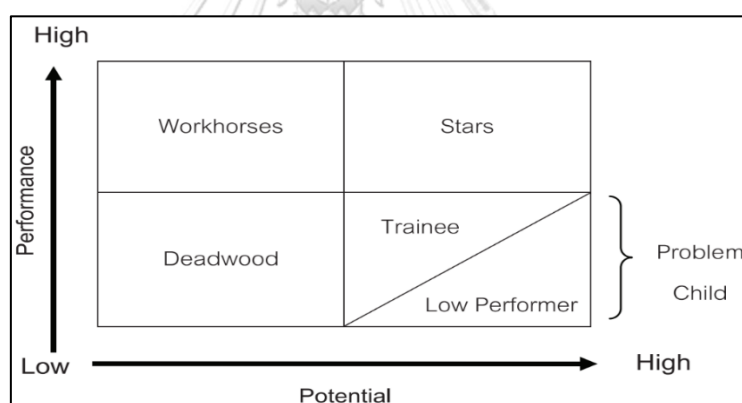 High
Performance
Workhorses
Stars
Deadwood
Trainee
Low Performer
Problem
Child
Low
High
Potential